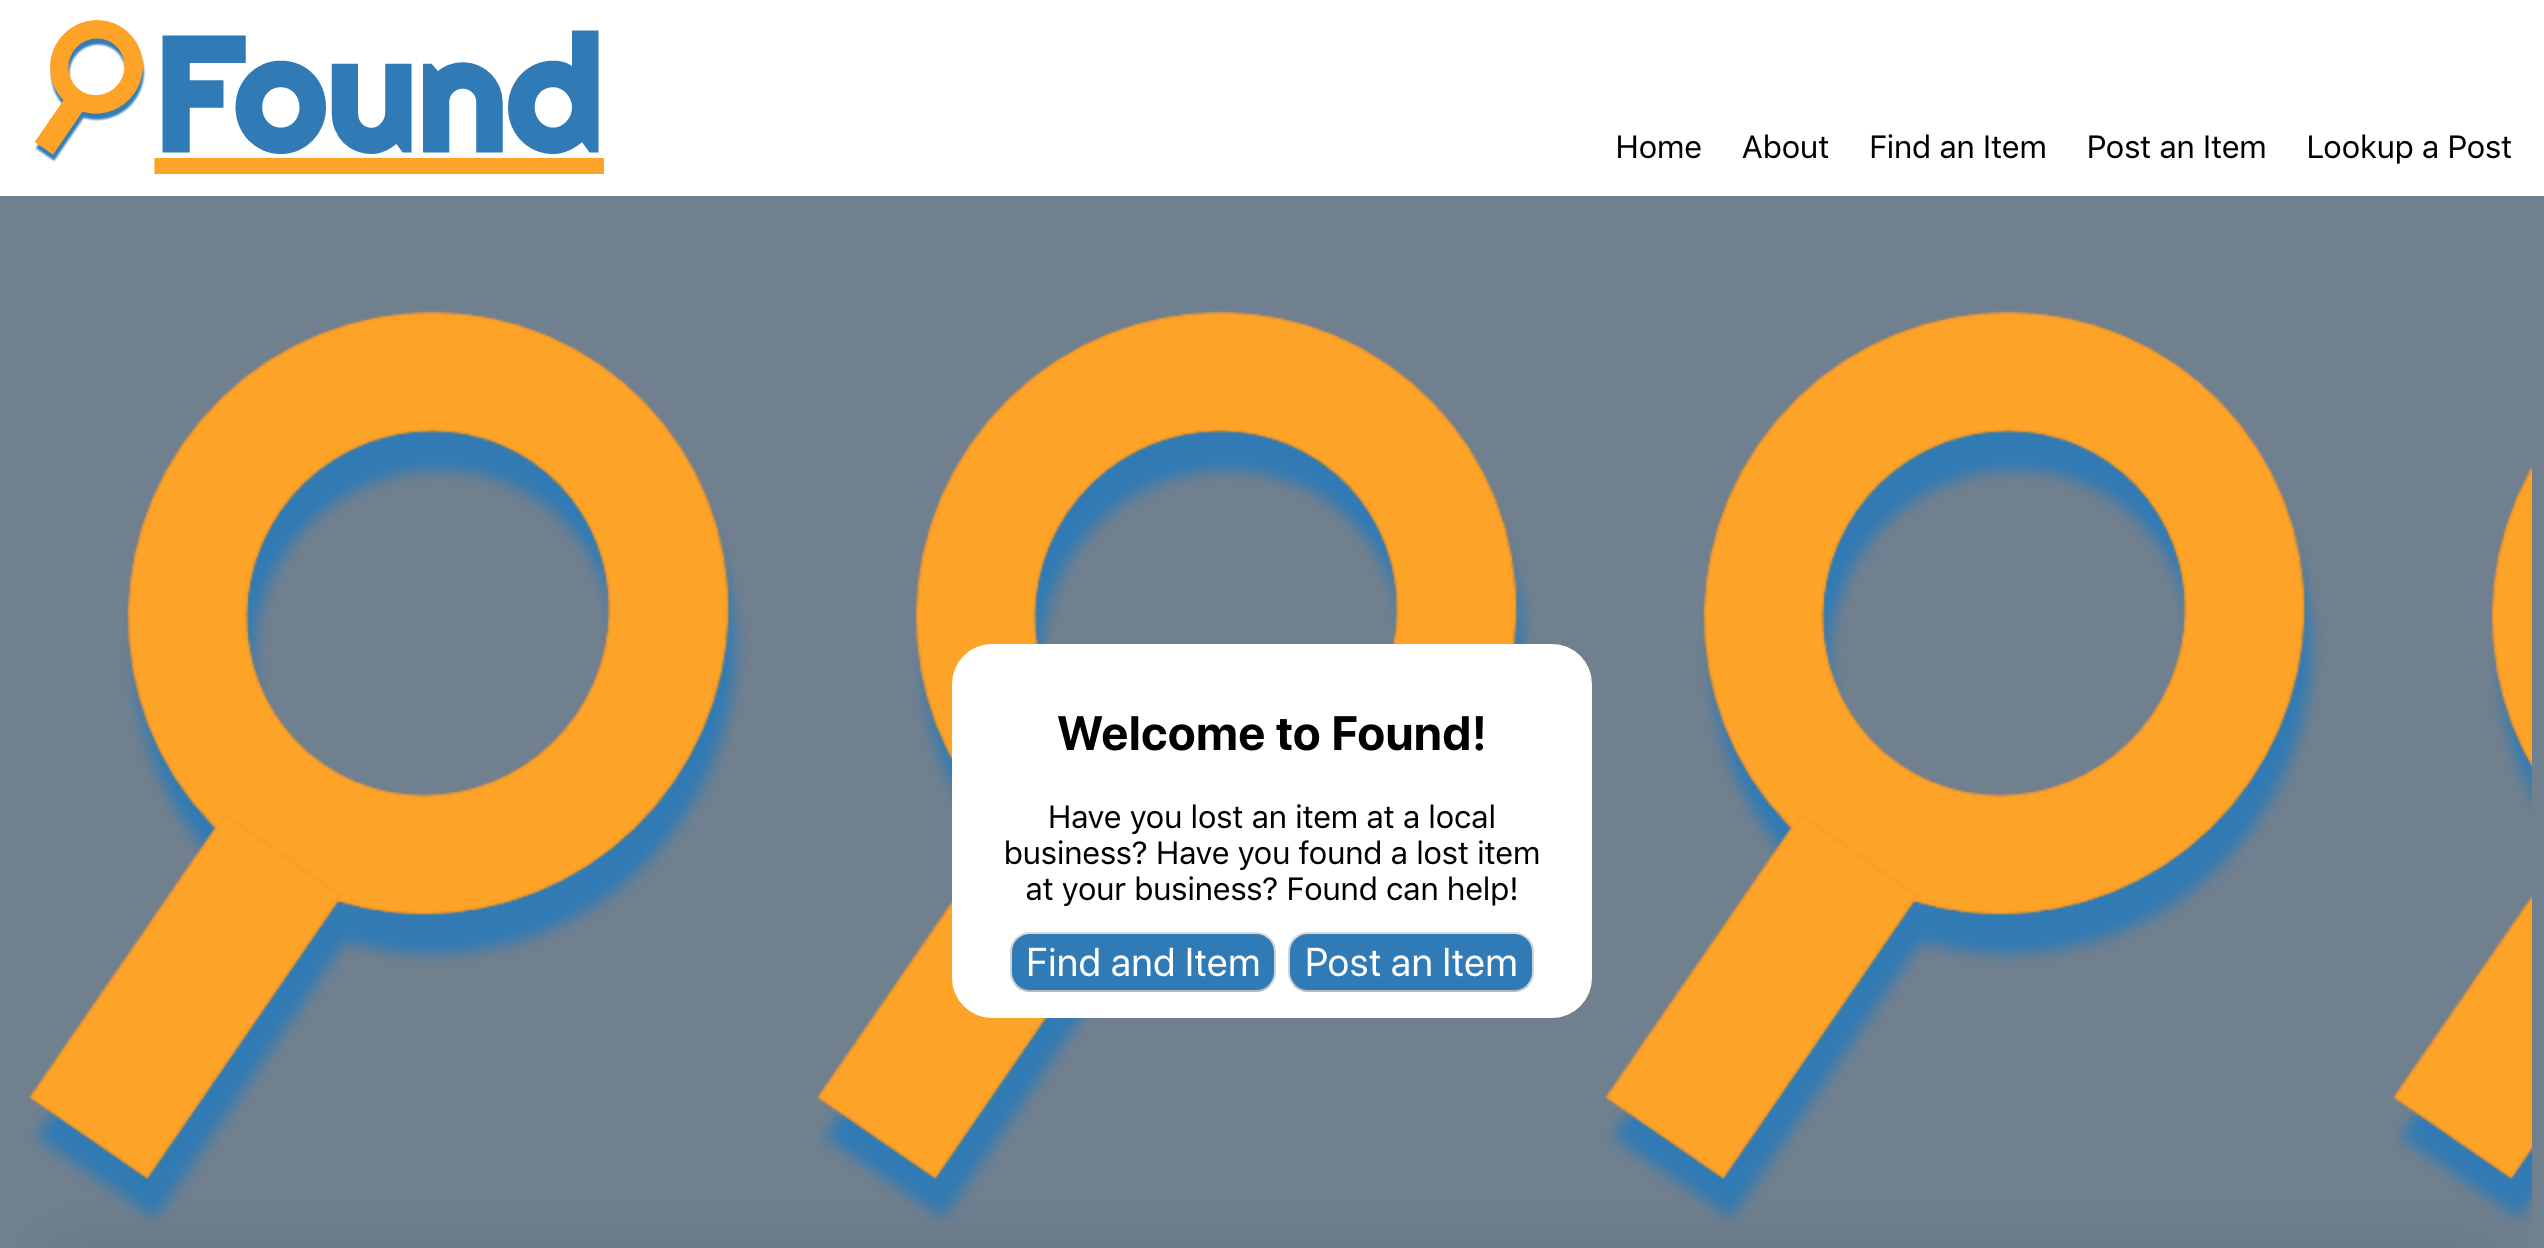 Found
Home About Find an Item Post an Item Lookup a Post
Welcome to Found!
Have you lost an item at a local
business? Have you found a lost item
at your business? Found can help!
Find and Item Post an Item